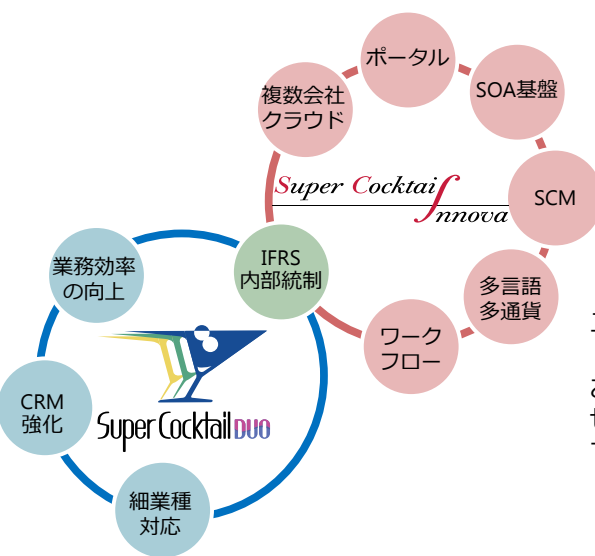 ポータル
複数会社
クラウド
SOA基盤
Super Cocktail
Innova
SCM
IFRS
内部統制
業務効率
の向上
多言語
多通貨
ワーク
フロー
CRM
強化
Super Cocktail DUO
細業種
対応